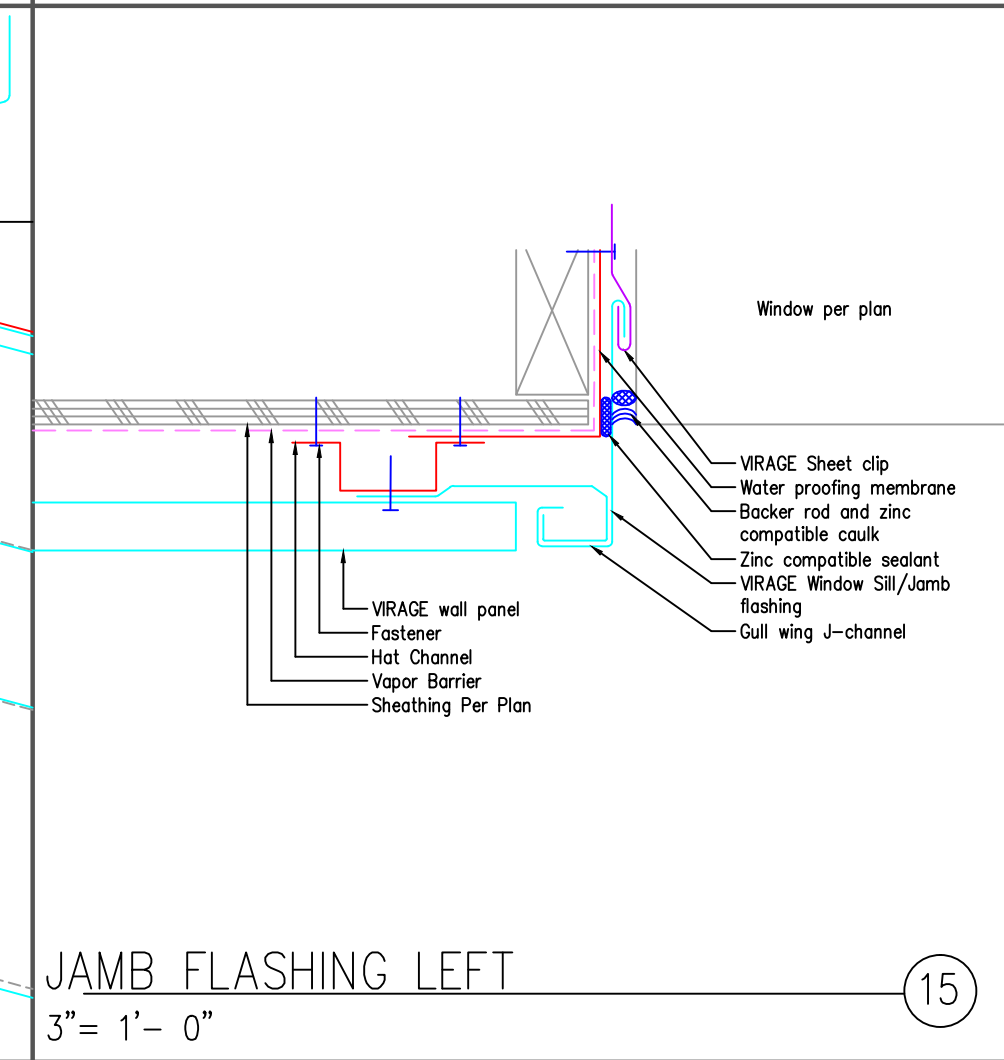 Window per plan
VIRAGE Sheet clip
Water proofing membrane
Backer rod and zinc
compatible caulk
Zinc compatible sealant
VIRAGE Window Sill/Jamb
flashing
Gull wing J-channel
VIRAGE wall panel
Fastener
Hat Channel
Vapor Barrier
Sheathing Per Plan
JAMB FLASHING LEFT
15
3"= 1'- 0"